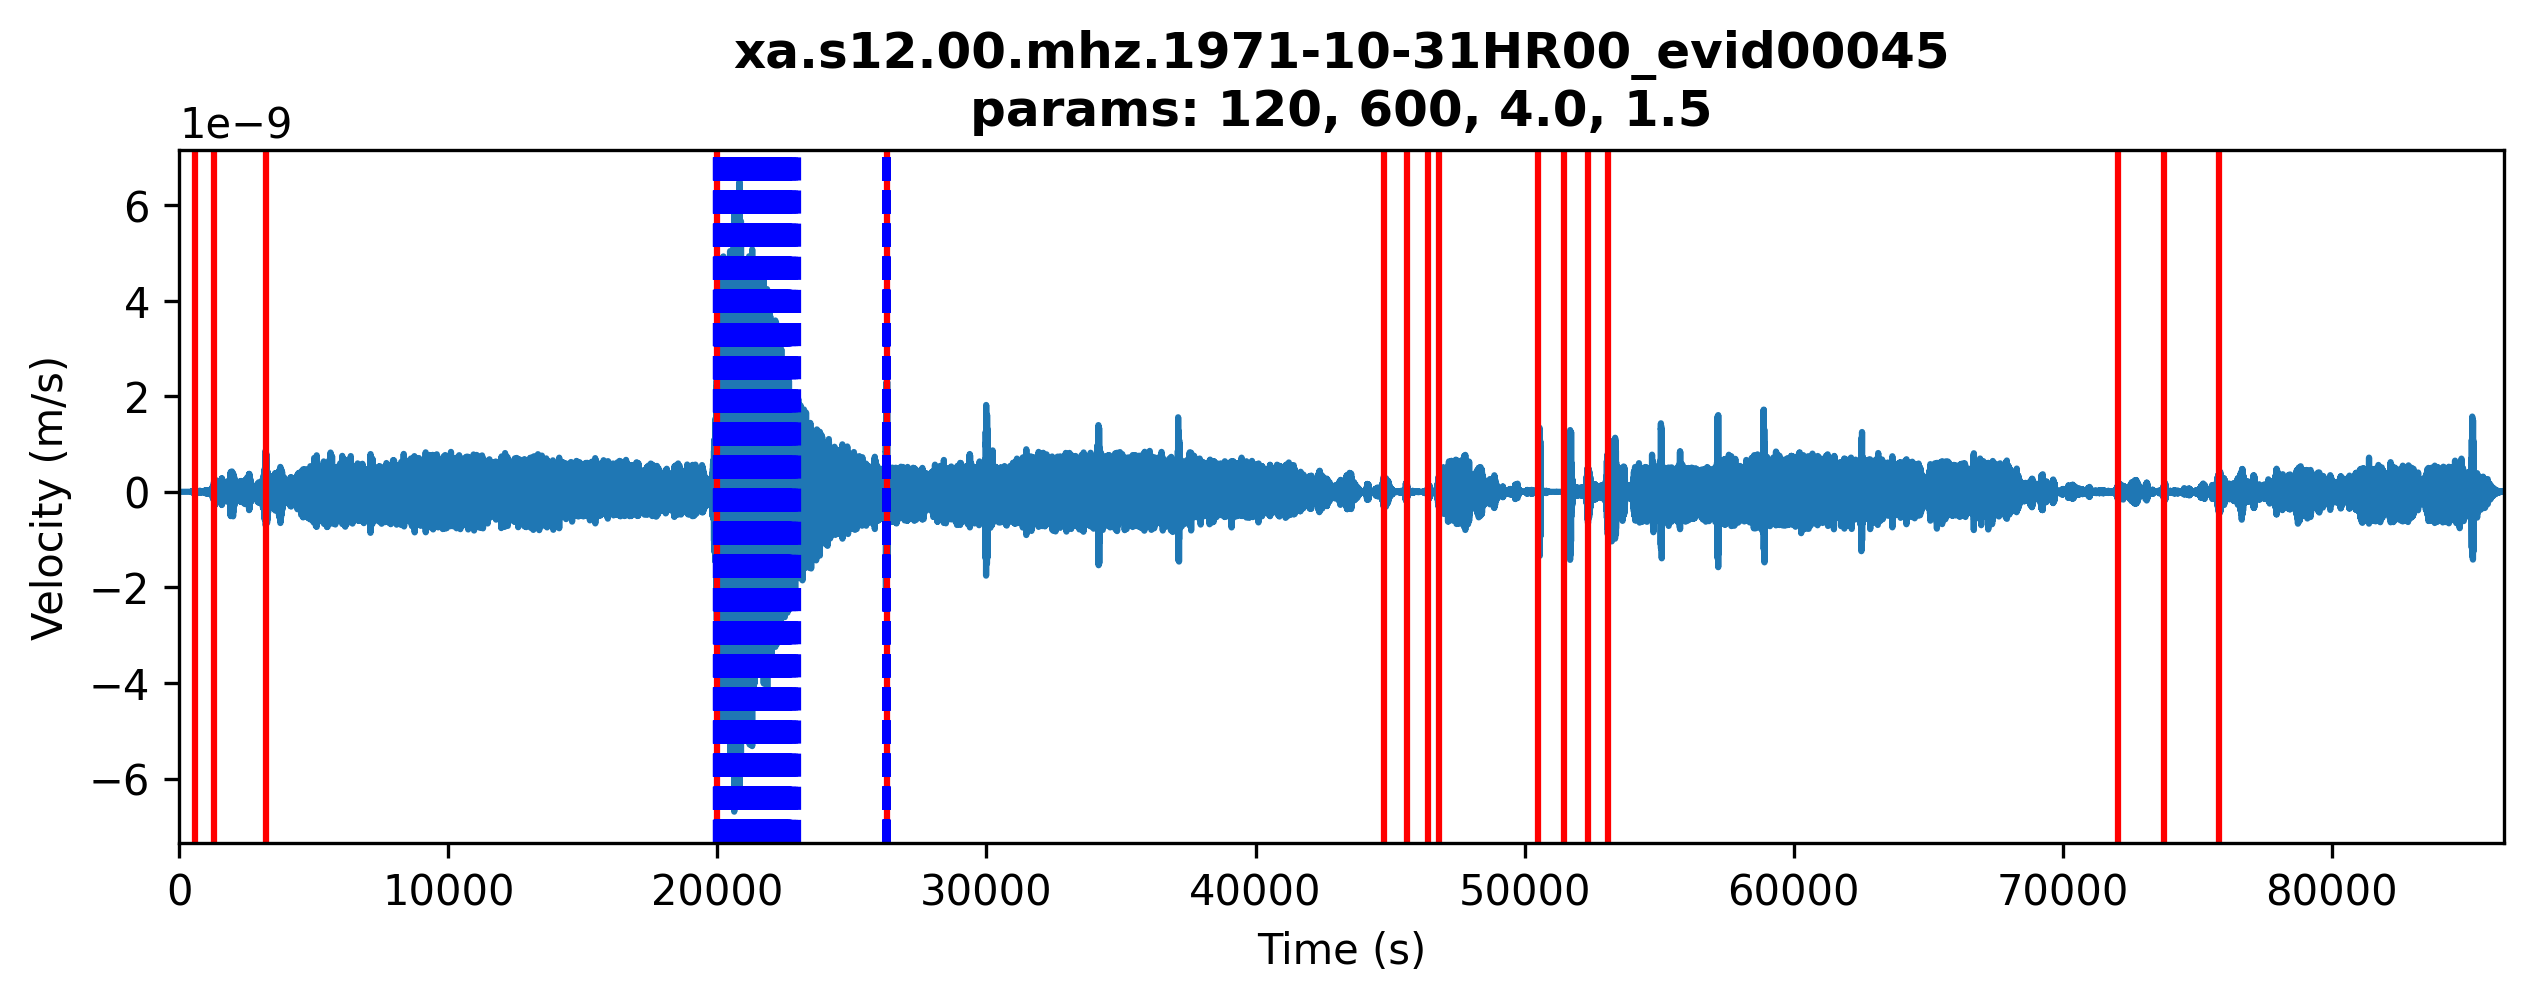 xa.s12.00.mhz.1971-10-31HR00_evid00045
params: 120, 600, 4.0, 1.5
1e−9
6
4
2
0
−2
−4
−6
Velocity (m/s)
0 10000 20000 30000 40000 50000 60000 70000 80000
Time (s)